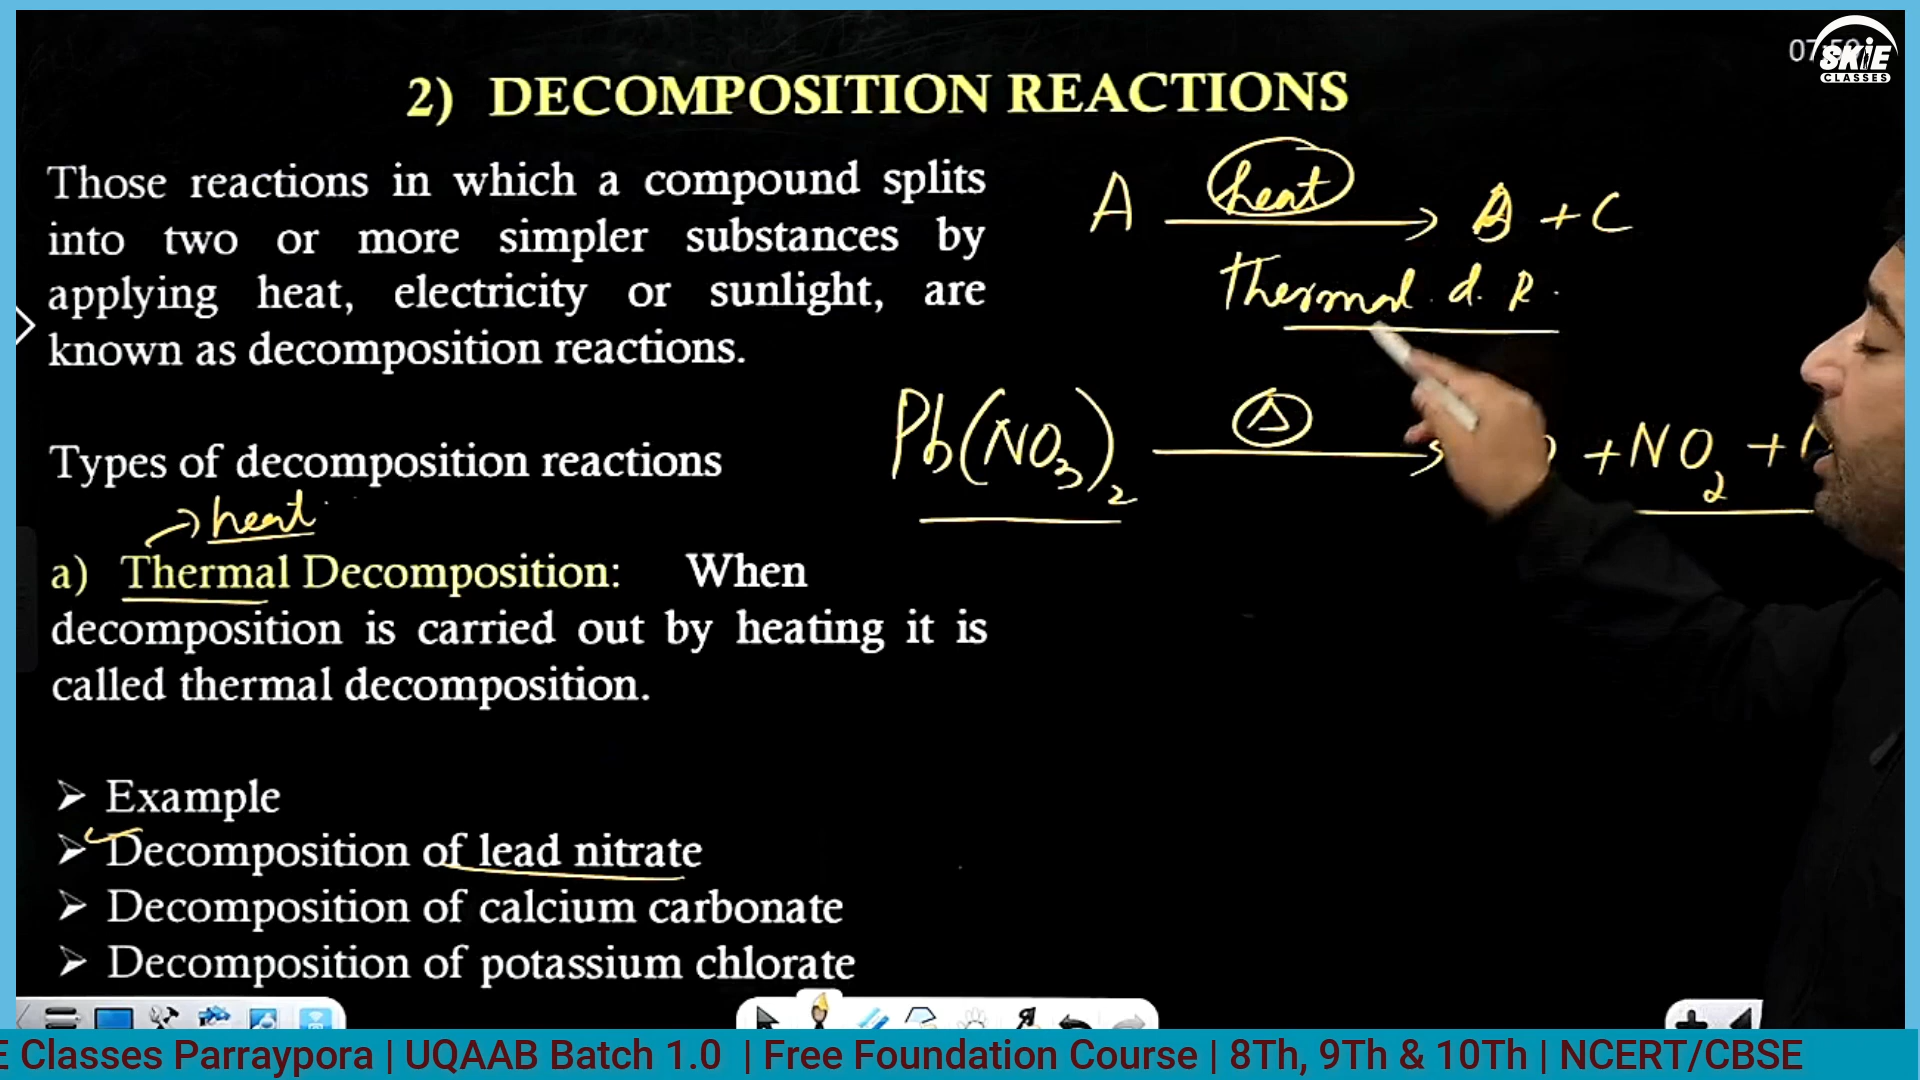 SKiE
CLASSES
2) DECOMPOSITION REACTIONS
Those reactions in which a compound splits
into two or more simpler substances by
applying heat, electricity or sunlight, are
known as decomposition reactions.
A heat B + C
Thermal d. R.
Pb(NO₃)₂ Δ + NO₂ +
Types of decomposition reactions
→ heat
a) Thermal Decomposition: When
decomposition is carried out by heating it is
called thermal decomposition.
➢ Example
➢ Decomposition of lead nitrate
➢ Decomposition of calcium carbonate
➢ Decomposition of potassium chlorate
E Classes Parraypora | UQAAB Batch 1.0 | Free Foundation Course | 8Th, 9Th & 10Th | NCERT/CBSE